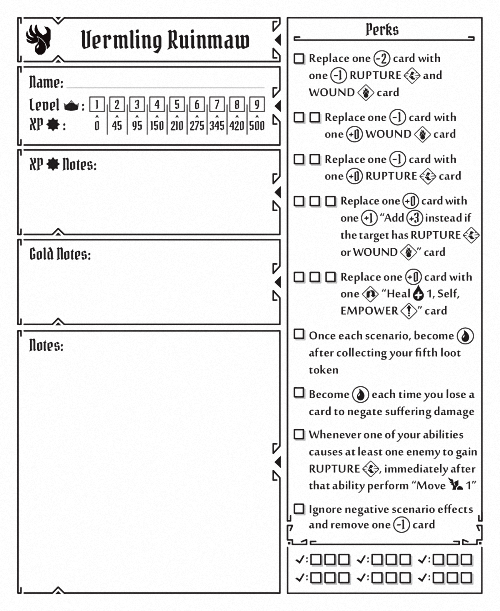 Vermling Ruinmaw
Name:
Level :
1 2 3 4 5 6 7 8 9
XP :
0 45 95 150 210 275 345 420 500
XP Notes:
Gold Notes:
Notes:
Perks
Replace one -2 card with
one -1 RUPTURE and
WOUND card
Replace one -1 card with
one +0 WOUND card
Replace one -1 card with
one +0 RUPTURE card
Replace one +0 card with
one +1 “Add +3 instead if
the target has RUPTURE
or WOUND ” card
Replace one +0 card with
one “Heal 1, Self,
EMPOWER ” card
Once each scenario, become
after collecting your fifth loot
token
Become each time you lose a
card to negate suffering damage
Whenever one of your abilities
causes at least one enemy to gain
RUPTURE , immediately after
that ability perform “Move 1”
Ignore negative scenario effects
and remove one -1 card
✓: ✓: ✓:
✓: ✓: ✓: